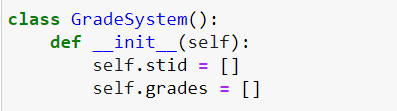 class GradeSystem():
    def __init__(self):
        self.stid = []
        self.grades = []